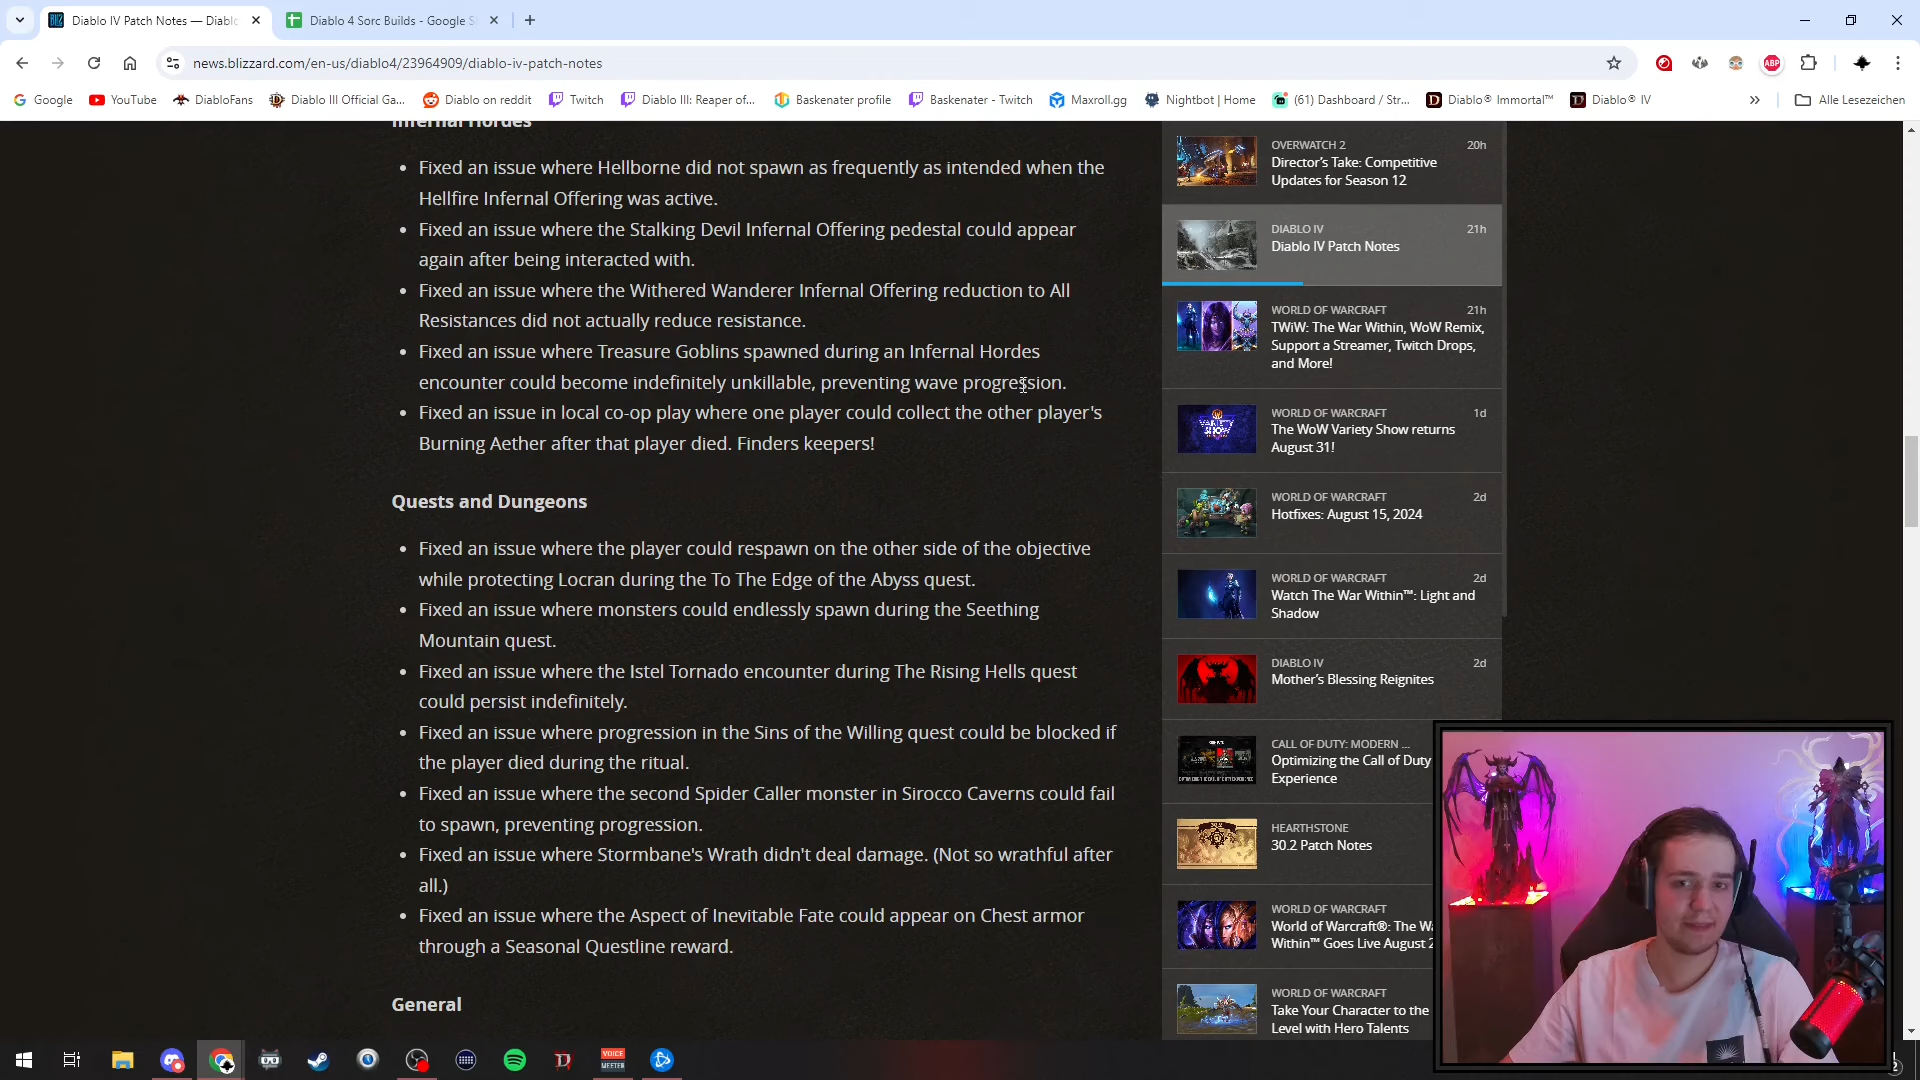 Diablo IV Patch Notes — Diablo
Diablo 4 Sorc Builds - Google S
news.blizzard.com/en-us/diablo4/23964909/diablo-iv-patch-notes
ABP
Google
YouTube
DiabloFans
Diablo III Official Ga...
Diablo on reddit
Twitch
Diablo III: Reaper of...
Baskenater profile
Baskenater - Twitch
Maxroll.gg
Nightbot | Home
(61) Dashboard / Str...
Diablo® Immortal™
Diablo® IV
Alle Lesezeichen
Infernal Hordes
Fixed an issue where Hellborne did not spawn as frequently as intended when the
Hellfire Infernal Offering was active.
Fixed an issue where the Stalking Devil Infernal Offering pedestal could appear
again after being interacted with.
Fixed an issue where the Withered Wanderer Infernal Offering reduction to All
Resistances did not actually reduce resistance.
Fixed an issue where Treasure Goblins spawned during an Infernal Hordes
encounter could become indefinitely unkillable, preventing wave progression.
Fixed an issue in local co-op play where one player could collect the other player's
Burning Aether after that player died. Finders keepers!
Quests and Dungeons
Fixed an issue where the player could respawn on the other side of the objective
while protecting Locran during the To The Edge of the Abyss quest.
Fixed an issue where monsters could endlessly spawn during the Seething
Mountain quest.
Fixed an issue where the Istel Tornado encounter during The Rising Hells quest
could persist indefinitely.
Fixed an issue where progression in the Sins of the Willing quest could be blocked if
the player died during the ritual.
Fixed an issue where the second Spider Caller monster in Sirocco Caverns could fail
to spawn, preventing progression.
Fixed an issue where Stormbane's Wrath didn't deal damage. (Not so wrathful after
all.)
Fixed an issue where the Aspect of Inevitable Fate could appear on Chest armor
through a Seasonal Questline reward.
General
OVERWATCH 2 20h
Director's Take: Competitive
Updates for Season 12
DIABLO IV 21h
Diablo IV Patch Notes
WORLD OF WARCRAFT 21h
TWiW: The War Within, WoW Remix,
Support a Streamer, Twitch Drops,
and More!
WORLD OF WARCRAFT 1d
The WoW Variety Show returns
August 31!
VARIETY
SHOW
WORLD OF WARCRAFT 2d
Hotfixes: August 15, 2024
WORLD OF WARCRAFT 2d
Watch The War Within™: Light and
Shadow
DIABLO IV 2d
Mother's Blessing Reignites
CALL OF DUTY: MODERN ...
Optimizing the Call of Duty
Experience
HEARTHSTONE
30.2 Patch Notes
WORLD OF WARCRAFT
World of Warcraft®: The Wa
Within™ Goes Live August 2
WORLD OF WARCRAFT
Take Your Character to the
Level with Hero Talents
VOICE
MEETER